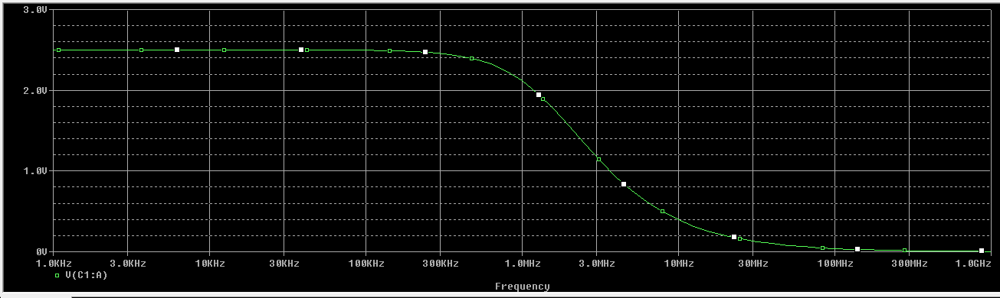 3.0V
2.0V
1.0V
0V
1.0KHz 3.0KHz 10KHz 30KHz 100KHz 300KHz 1.0MHz 3.0MHz 10MHz 30MHz 100MHz 300MHz 1.0GHz
V(C1:A)
Frequency